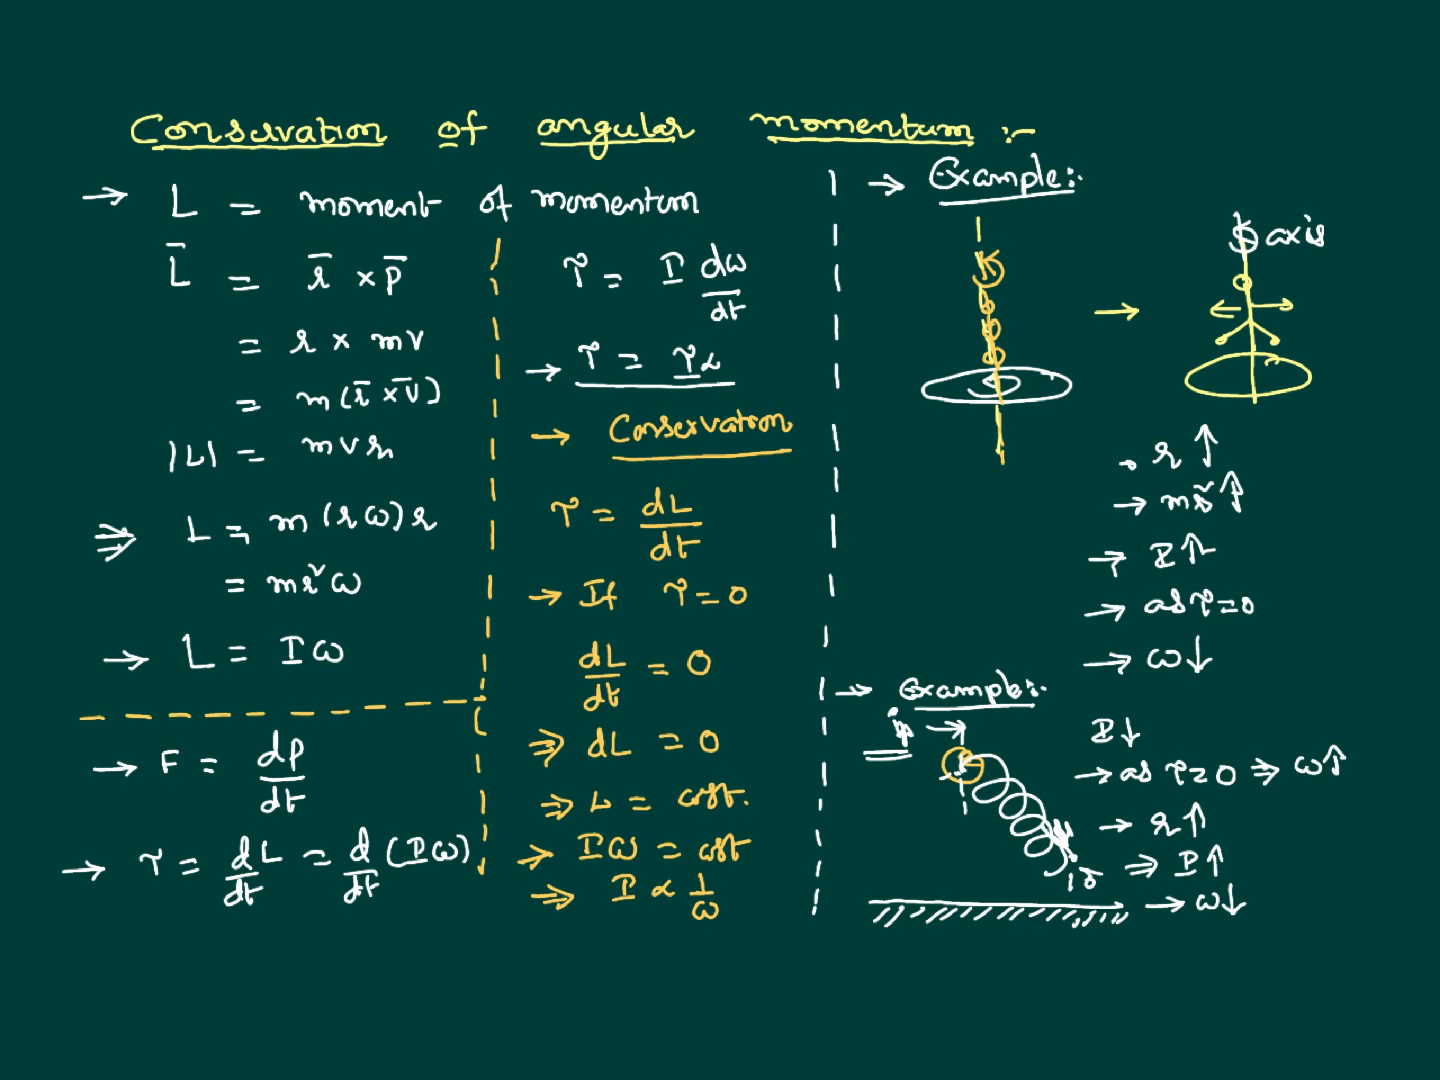 Conservation of angular momentum :-
→ L = moment of momentum
L̄ = r̄ × p̄
= r × mv
= m(r̄ × v̄)
|L| = mvr
⇒ L = m(rω)r
= mr²ω
→ L = Iω
→ F = dp/dt
→ τ = dL/dt = d/dt (Iω)
τ = I dω/dt
→ τ = Iα
→ Conservation
τ = dL/dt
→ If τ = 0
dL/dt = 0
⇒ dL = 0
⇒ L = cost.
⇒ Iω = cost
⇒ I ∝ 1/ω
→ Example:-
axis
. r↑
→ mr²↑
→ I↑
→ as τ=0
→ ω↓
→ Example:-
I↓
→ as τ=0 ⇒ ω↑
→ r↑
⇒ I↑
→ ω↓